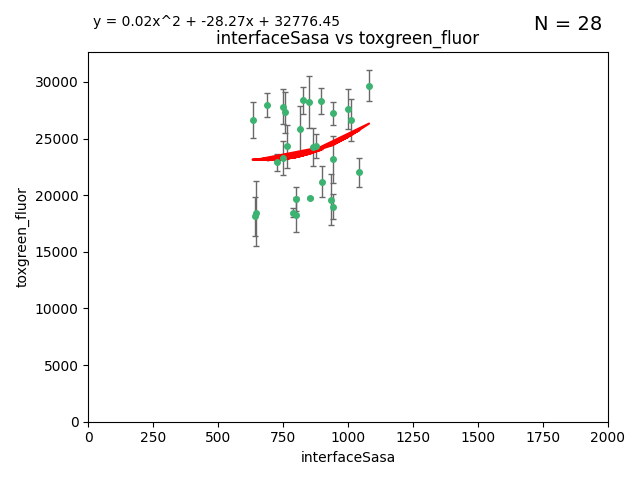 y = 0.02x^2 + -28.27x + 32776.45
N = 28
interfaceSasa vs toxgreen_fluor
30000
25000
20000
15000
10000
5000
0
toxgreen_fluor
0 250 500 750 1000 1250 1500 1750 2000
interfaceSasa